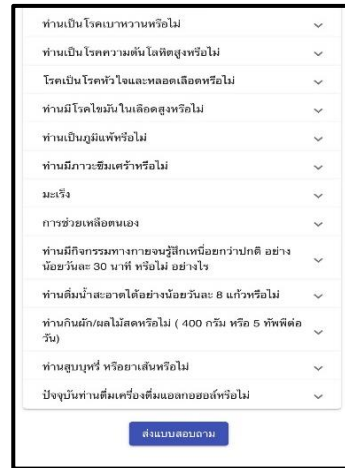 ท่านเป็นโรคเบาหวานหรือไม่
ท่านเป็นโรคความดันโลหิตสูงหรือไม่
โรคเป็นโรคหัวใจและหลอดเลือดหรือไม่
ท่านมีโรคไขมันในเลือดสูงหรือไม่
ท่านเป็นภูมิแพ้หรือไม่
ท่านมีภาวะซึมเศร้าหรือไม่
มะเร็ง
การช่วยเหลือตนเอง
ท่านมีกิจกรรมทางกายจนรู้สึกเหนื่อยกว่าปกติ อย่าง
น้อยวันละ 30 นาที หรือไม่ อย่างไร
ท่านดื่มน้ำสะอาดได้อย่างน้อยวันละ 8 แก้วหรือไม่
ท่านกินผัก/ผลไม้สดหรือไม่ ( 400 กรัม หรือ 5 ทัพพีต่อ
วัน)
ท่านสูบบุหรี่ หรือยาเส้นหรือไม่
ปัจจุบันท่านดื่มเครื่องดื่มแอลกอฮอล์หรือไม่
ส่งแบบสอบถาม